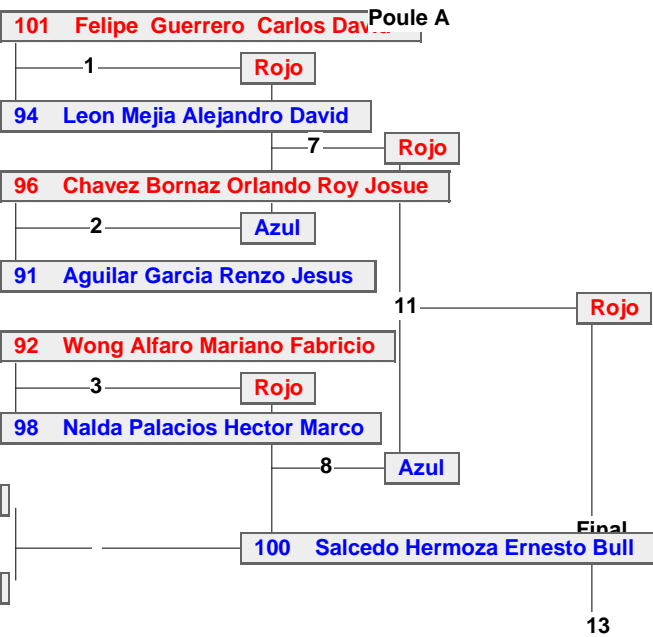 Poule A
101 Felipe Guerrero Carlos David
1 Rojo
94 Leon Mejia Alejandro David
7 Rojo
96 Chavez Bornaz Orlando Roy Josue
2 Azul
91 Aguilar Garcia Renzo Jesus
11 Rojo
92 Wong Alfaro Mariano Fabricio
3 Rojo
98 Nalda Palacios Hector Marco
8 Azul
Final
100 Salcedo Hermoza Ernesto Bull
13